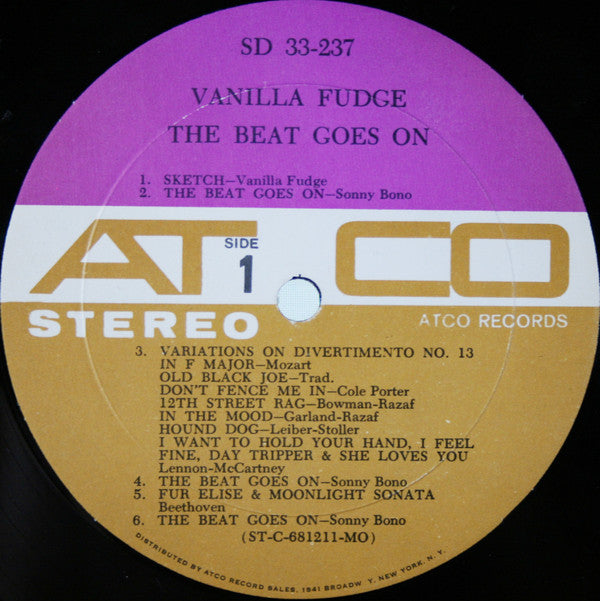 SD 33-237
VANILLA FUDGE
THE BEAT GOES ON
1. SKETCH—Vanilla Fudge
2. THE BEAT GOES ON—Sonny Bono
ATCO
SIDE
1
STEREO
ATCO RECORDS
3. VARIATIONS ON DIVERTIMENTO NO. 13
IN F MAJOR—Mozart
OLD BLACK JOE—Trad.
DON'T FENCE ME IN—Cole Porter
12TH STREET RAG—Bowman-Razaf
IN THE MOOD—Garland-Razaf
HOUND DOG—Leiber-Stoller
I WANT TO HOLD YOUR HAND, I FEEL
FINE, DAY TRIPPER & SHE LOVES YOU
Lennon-McCartney
4. THE BEAT GOES ON—Sonny Bono
5. FUR ELISE & MOONLIGHT SONATA
Beethoven
6. THE BEAT GOES ON—Sonny Bono
(ST-C-681211-MO)
DISTRIBUTED BY ATCO RECORD SALES, 1841 BROADW Y, NEW YORK, N. Y.